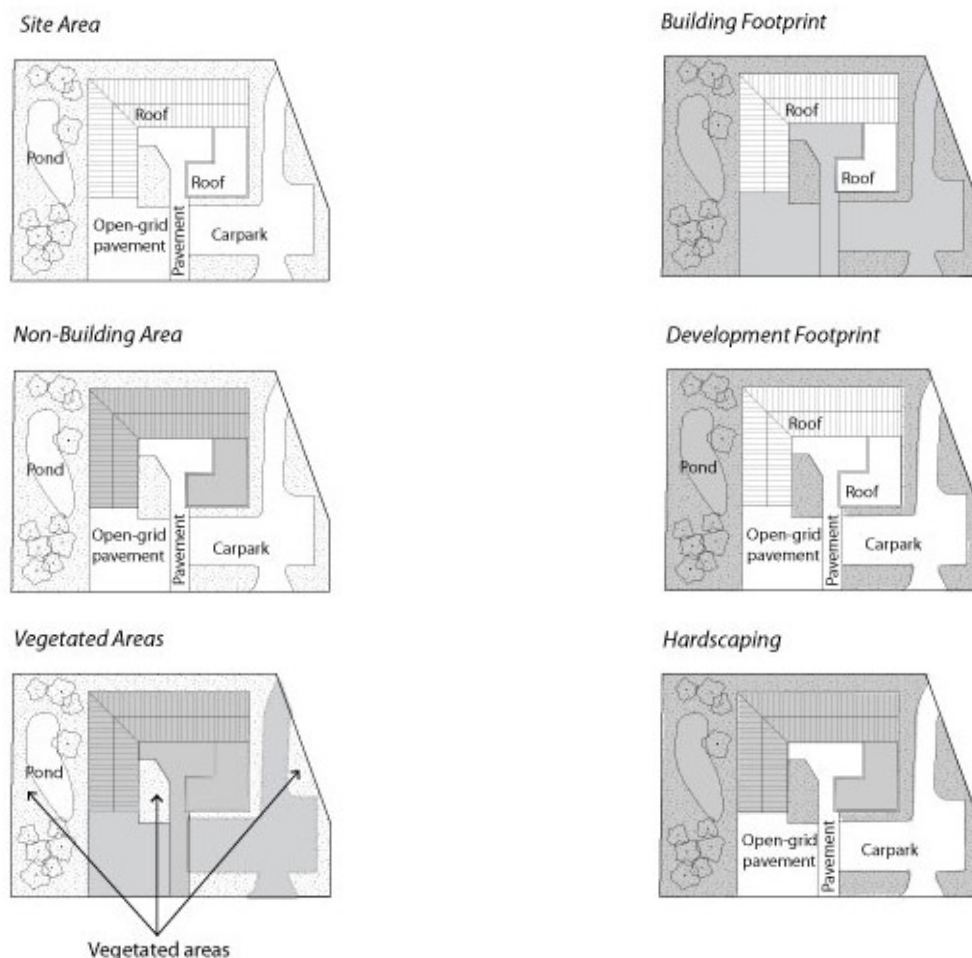 Site Area
Building Footprint
Roof
Pond
Roof
Open-grid
pavement
Pavement
Carpark
Roof
Roof
Non-Building Area
Development Footprint
Pond
Open-grid
pavement
Pavement
Carpark
Roof
Pond
Roof
Open-grid
pavement
Pavement
Carpark
Vegetated Areas
Hardscaping
Pond
Vegetated areas
Open-grid
pavement
Pavement
Carpark